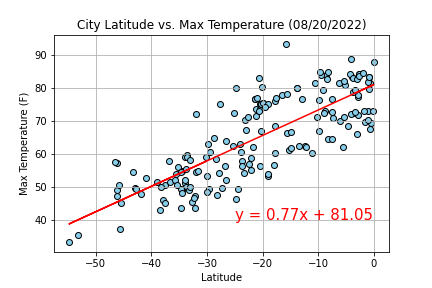 City Latitude vs. Max Temperature (08/20/2022)
Max Temperature (F)
90
80
70
60
50
40
y = 0.77x + 81.05
−50 −40 −30 −20 −10 0
Latitude